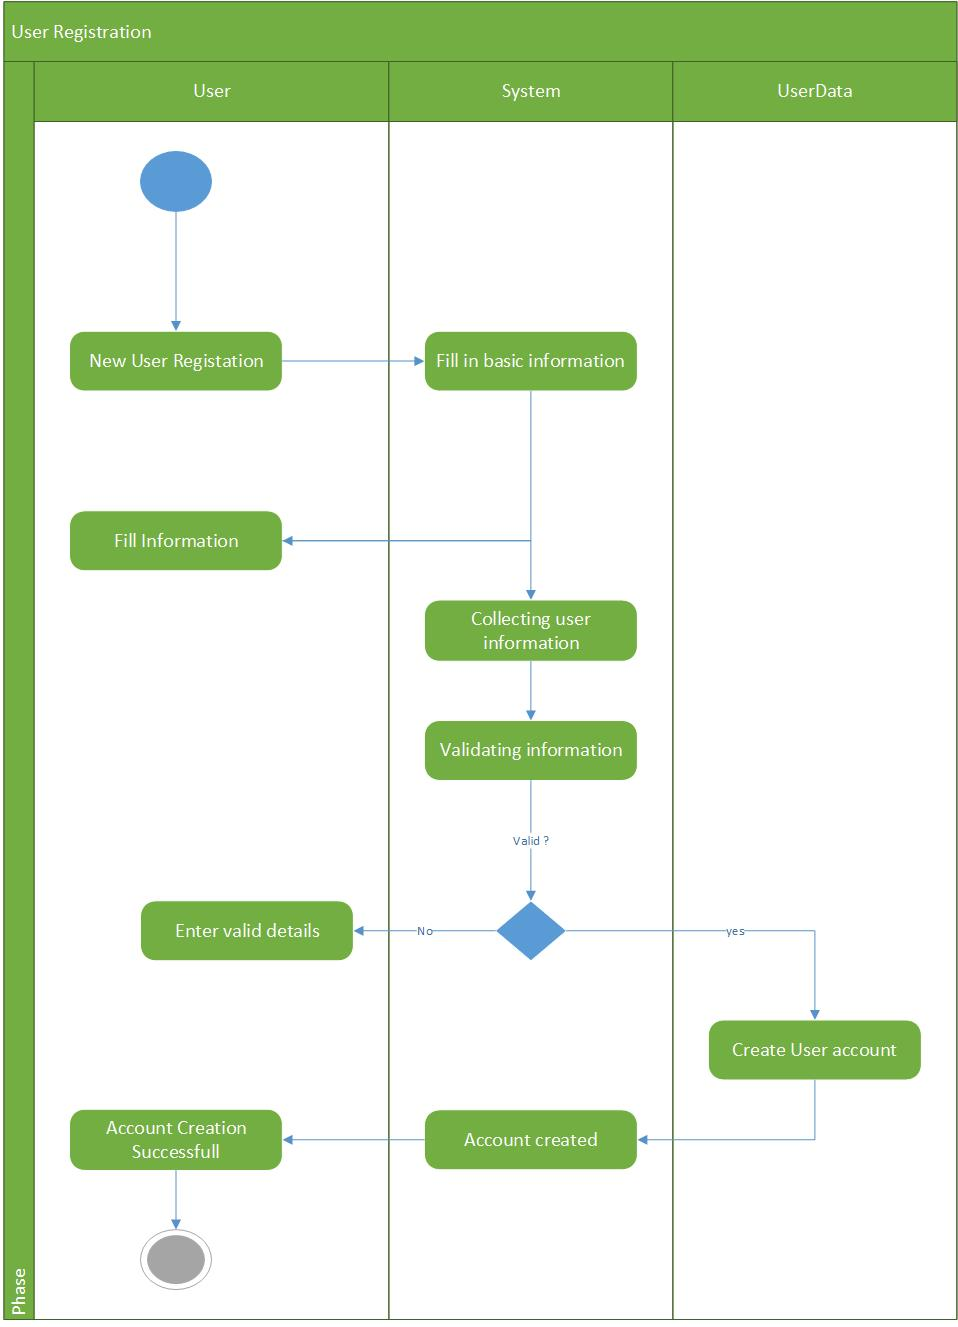 User Registration
User
System
UserData
New User Registation
Fill in basic information
Fill Information
Collecting user
information
Validating information
Valid ?
Enter valid details
No
yes
Create User account
Account Creation
Successfull
Account created
Phase